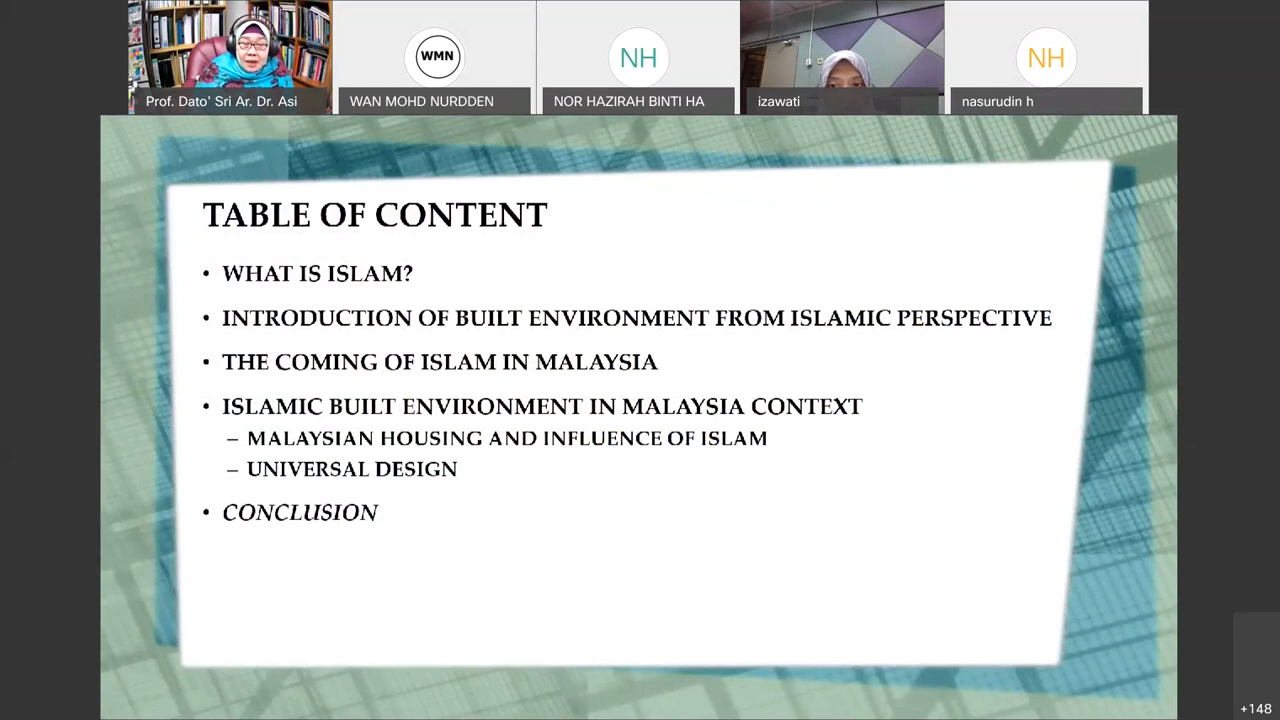 WMN
NH
NH
Prof. Dato' Sri Ar. Dr. Asi
WAN MOHD NURDDEN
NOR HAZIRAH BINTI HA
izawati
nasurudin h
TABLE OF CONTENT
• WHAT IS ISLAM?
• INTRODUCTION OF BUILT ENVIRONMENT FROM ISLAMIC PERSPECTIVE
• THE COMING OF ISLAM IN MALAYSIA
• ISLAMIC BUILT ENVIRONMENT IN MALAYSIA CONTEXT
– MALAYSIAN HOUSING AND INFLUENCE OF ISLAM
– UNIVERSAL DESIGN
• CONCLUSION
+148